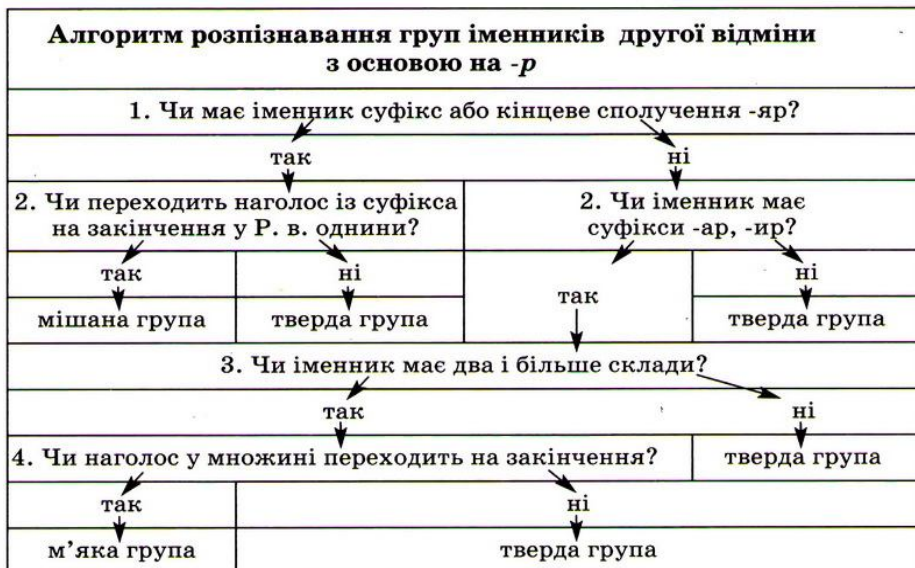 Алгоритм розпізнавання груп іменників другої відміни
з основою на -р
1. Чи має іменник суфікс або кінцеве сполучення -яр?
так
ні
2. Чи переходить наголос із суфікса
на закінчення у Р. в. однини?
2. Чи іменник має
суфікси -ар, -ир?
так
ні
так
ні
мішана група
тверда група
тверда група
3. Чи іменник має два і більше склади?
так
ні
4. Чи наголос у множині переходить на закінчення?
тверда група
так
ні
м’яка група
тверда група